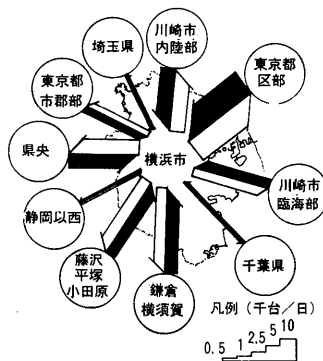 埼玉県
川崎市
内陸部
東京都
区部
東京都
市郡部
県央
横浜市
川崎市
臨海部
静岡以西
藤沢
平塚
小田原
鎌倉
横須賀
千葉県
凡例(千台/日)
0.5 1 2.5 5 10